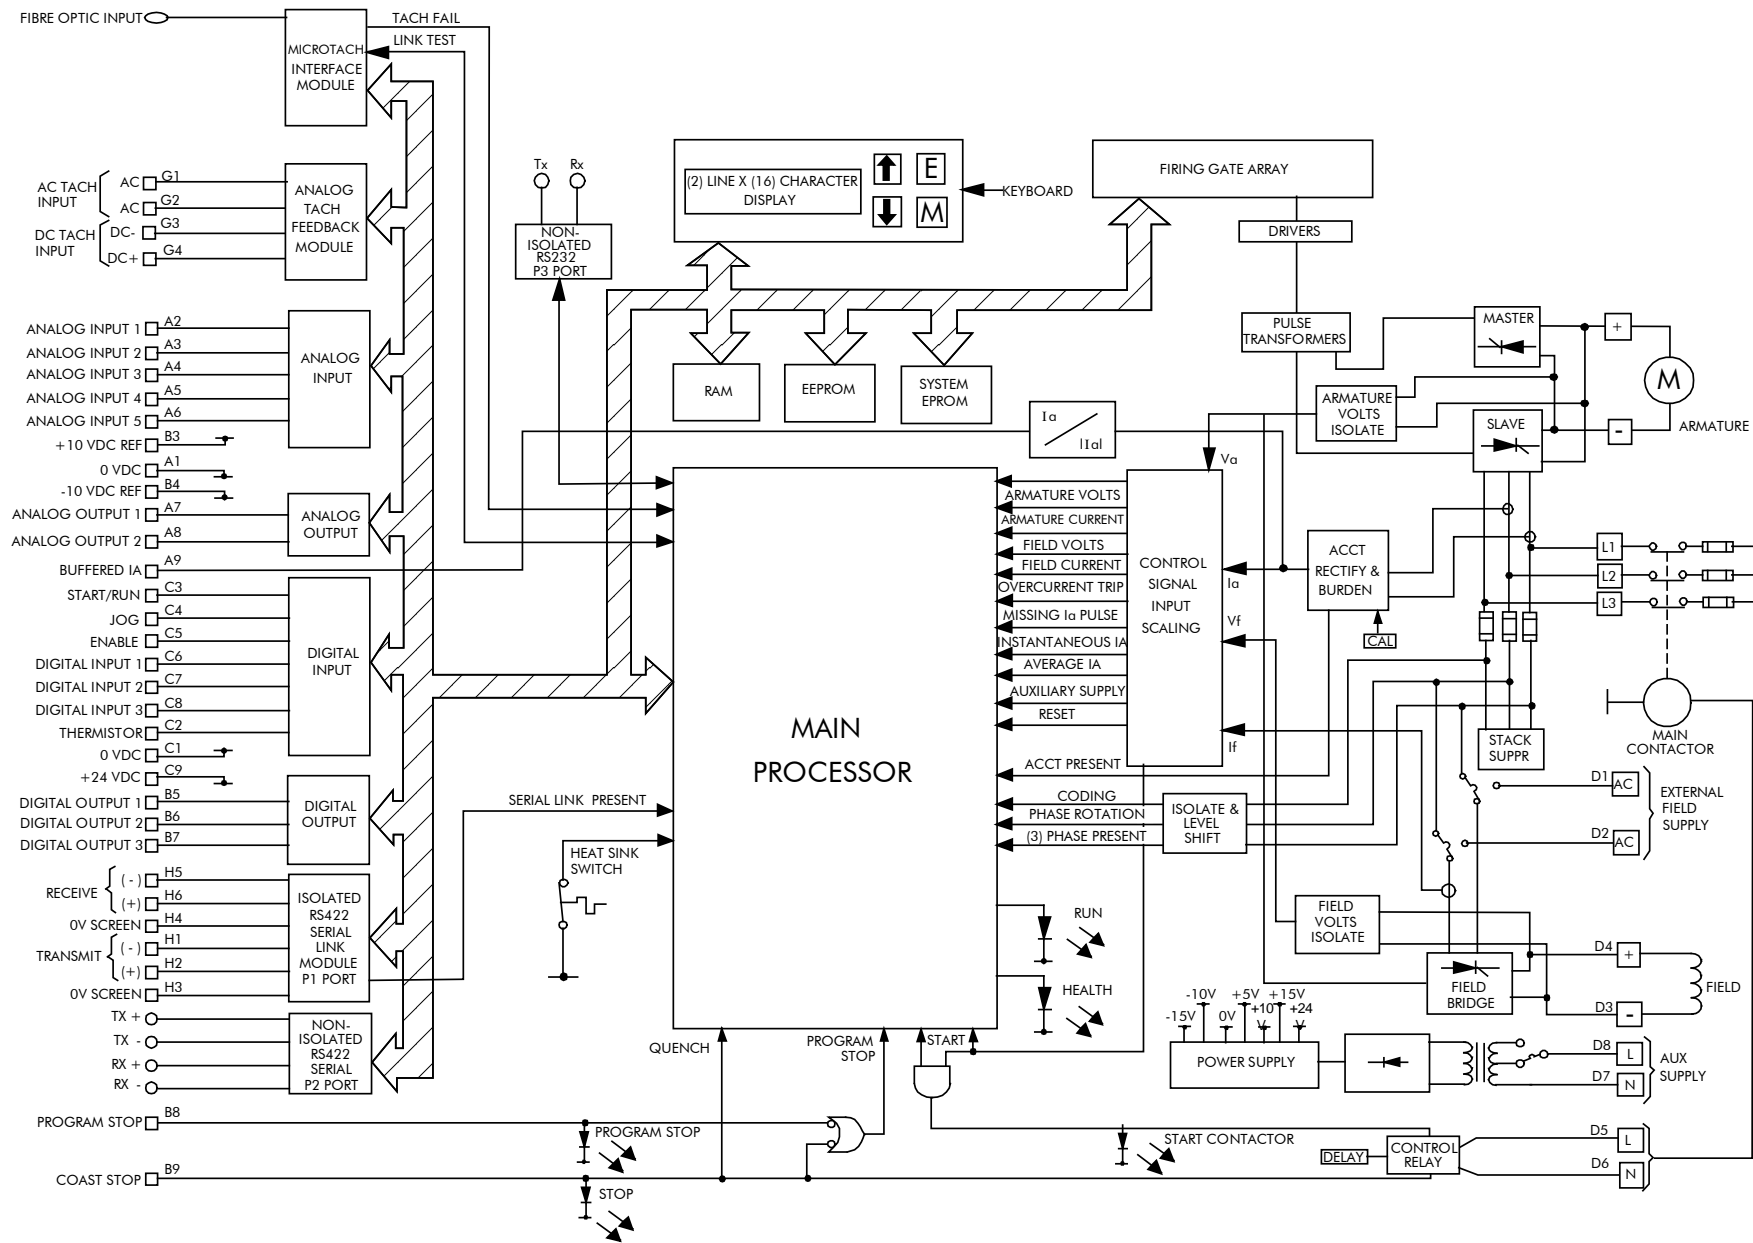 FIBRE OPTIC INPUT
TACH FAIL
LINK TEST
MICROTACH
INTERFACE
MODULE
AC TACH
INPUT
AC
G1
AC
G2
DC TACH
INPUT
DC-
G3
DC+
G4
ANALOG
TACH
FEEDBACK
MODULE
Tx
Rx
NON-
ISOLATED
RS232
P3 PORT
(2) LINE X (16) CHARACTER
DISPLAY
E
M
KEYBOARD
FIRING GATE ARRAY
DRIVERS
PULSE
TRANSFORMERS
MASTER
+
M
ARMATURE
VOLTS
ISOLATE
SLAVE
-
ARMATURE
ANALOG INPUT 1
A2
ANALOG INPUT 2
A3
ANALOG INPUT 3
A4
ANALOG INPUT 4
A5
ANALOG INPUT 5
A6
+10 VDC REF
B3
0 VDC
A1
-10 VDC REF
B4
ANALOG
INPUT
ANALOG OUTPUT 1
A7
ANALOG OUTPUT 2
A8
ANALOG
OUTPUT
BUFFERED IA
A9
START/RUN
C3
JOG
C4
ENABLE
C5
DIGITAL INPUT 1
C6
DIGITAL INPUT 2
C7
DIGITAL INPUT 3
C8
THERMISTOR
C2
0 VDC
C1
+24 VDC
C9
DIGITAL
INPUT
DIGITAL OUTPUT 1
B5
DIGITAL OUTPUT 2
B6
DIGITAL OUTPUT 3
B7
DIGITAL
OUTPUT
RECEIVE
(-)
H5
(+)
H6
0V SCREEN
H4
TRANSMIT
(-)
H1
(+)
H2
0V SCREEN
H3
ISOLATED
RS422
SERIAL
LINK
MODULE
P1 PORT
TX +
TX -
RX +
RX -
NON-
ISOLATED
RS422
SERIAL
P2 PORT
PROGRAM STOP
B8
COAST STOP
B9
RAM
EEPROM
SYSTEM
EPROM
Ia
|Ia|
MAIN
PROCESSOR
SERIAL LINK PRESENT
HEAT SINK
SWITCH
ARMATURE VOLTS
ARMATURE CURRENT
FIELD VOLTS
FIELD CURRENT
OVERCURRENT TRIP
MISSING Ia PULSE
INSTANTANEOUS IA
AVERAGE IA
AUXILIARY SUPPLY
RESET
ACCT PRESENT
CODING
PHASE ROTATION
(3) PHASE PRESENT
CONTROL
SIGNAL
INPUT
SCALING
Va
Ia
Vf
If
ACCT
RECTIFY &
BURDEN
CAL
ISOLATE &
LEVEL
SHIFT
L1
L2
L3
STACK
SUPPR
MAIN
CONTACTOR
D1
AC
D2
AC
EXTERNAL
FIELD
SUPPLY
FIELD
VOLTS
ISOLATE
FIELD
BRIDGE
D4
+
D3
-
FIELD
RUN
HEALTH
QUENCH
PROGRAM
STOP
START
-15V
-10V
0V
+5V
+10
V
+15V
+24
V
POWER SUPPLY
D8
L
D7
N
AUX
SUPPLY
PROGRAM STOP
STOP
START CONTACTOR
DELAY
CONTROL
RELAY
D5
L
D6
N